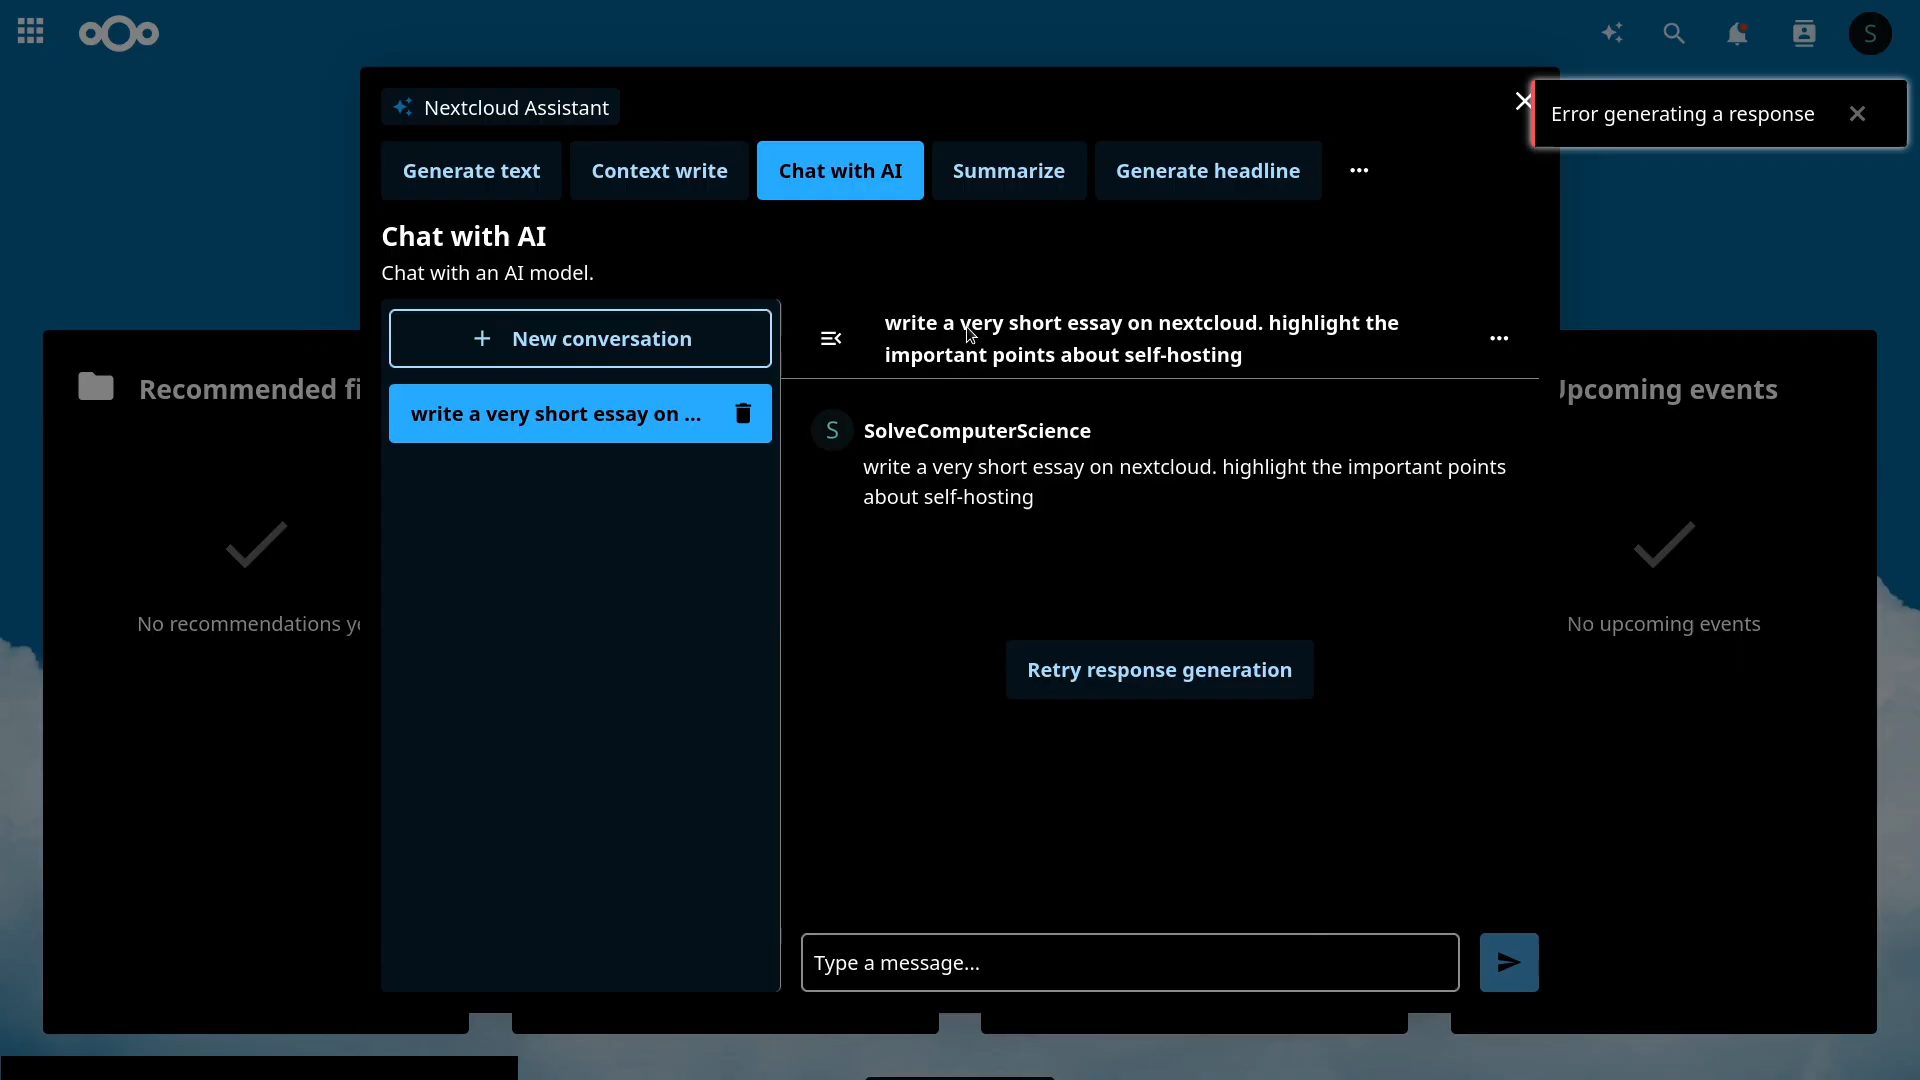 S
Error generating a response
Nextcloud Assistant
Generate text
Context write
Chat with AI
Summarize
Generate headline
Chat with AI
Chat with an AI model.
New conversation
write a very short essay on nextcloud. highlight the
important points about self-hosting
write a very short essay on ...
Recommended fi
Upcoming events
S
SolveComputerScience
write a very short essay on nextcloud. highlight the important points
about self-hosting
No recommendations ye
No upcoming events
Retry response generation
Type a message...